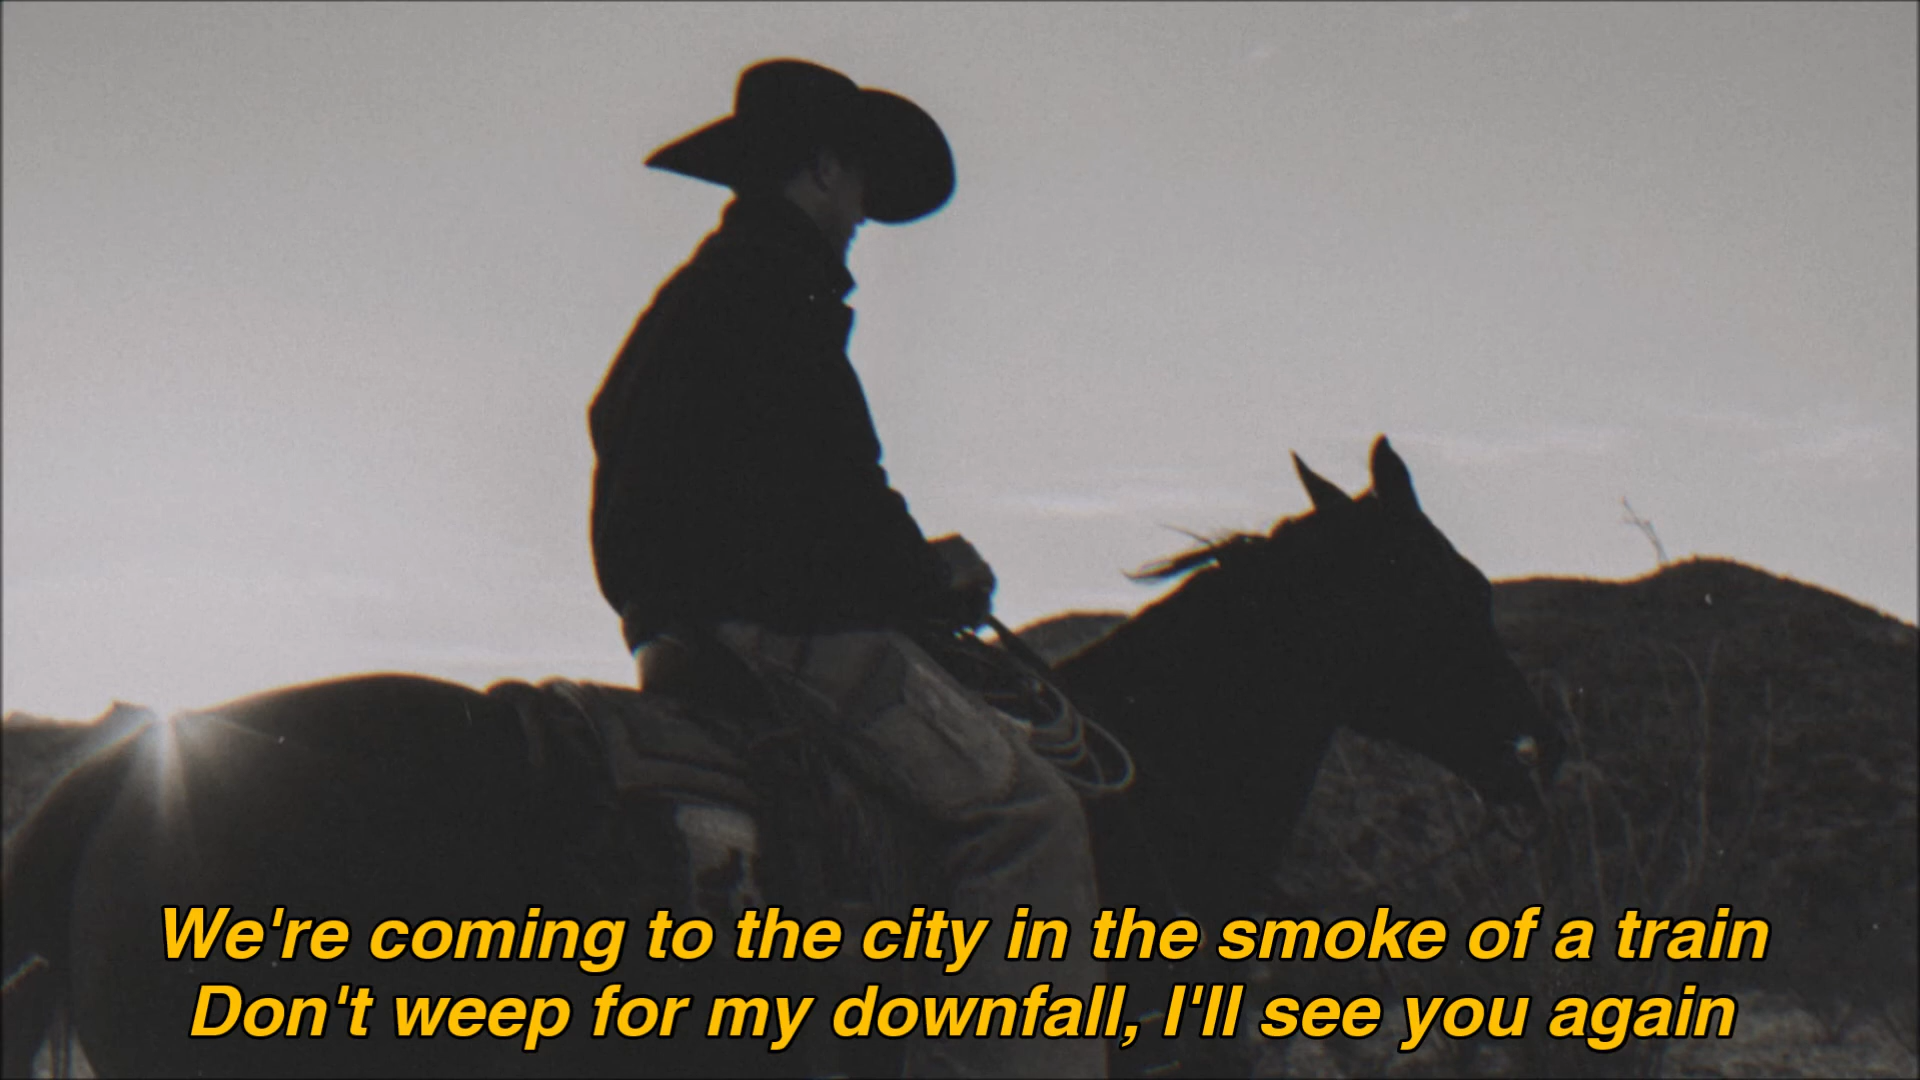 We're coming to the city in the smoke of a train
Don't weep for my downfall, I'll see you again